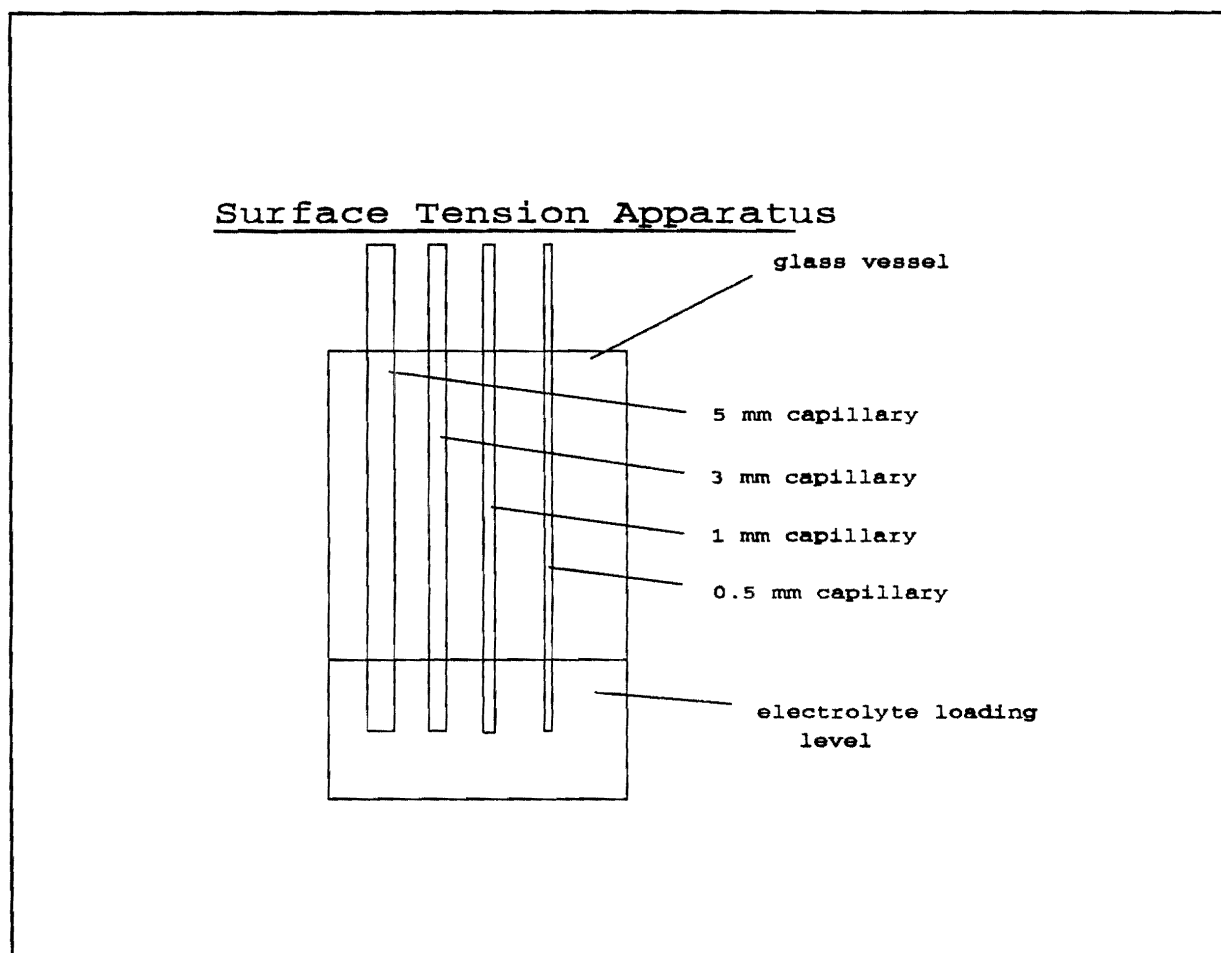 Surface Tension Apparatus
glass vessel
5 mm capillary
3 mm capillary
1 mm capillary
0.5 mm capillary
electrolyte loading
level